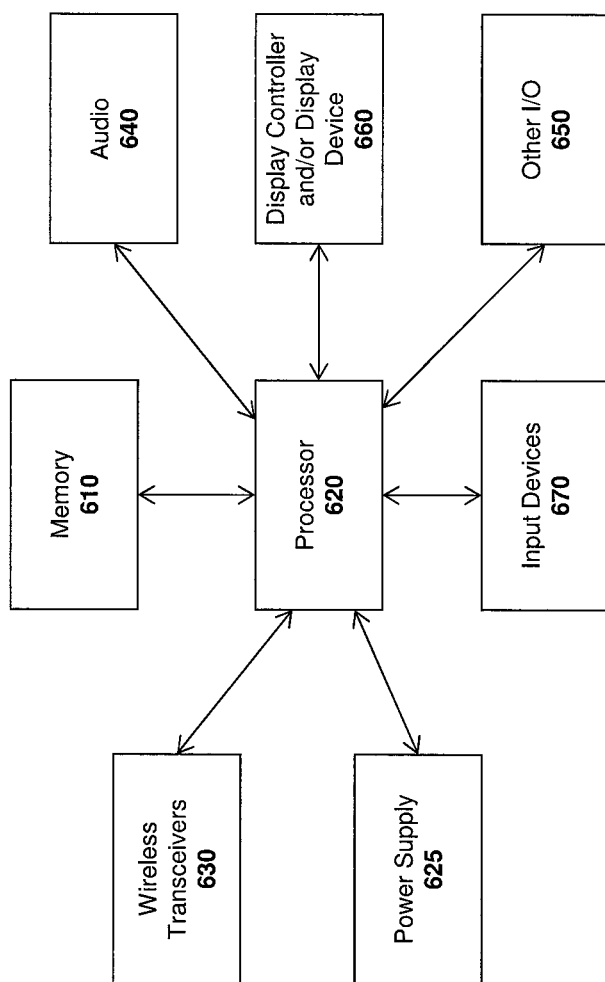 Wireless
Transceivers
630
Power Supply
625
Memory
610
Processor
620
Input Devices
670
Audio
640
Display Controller
and/or Display
Device
660
Other I/O
650